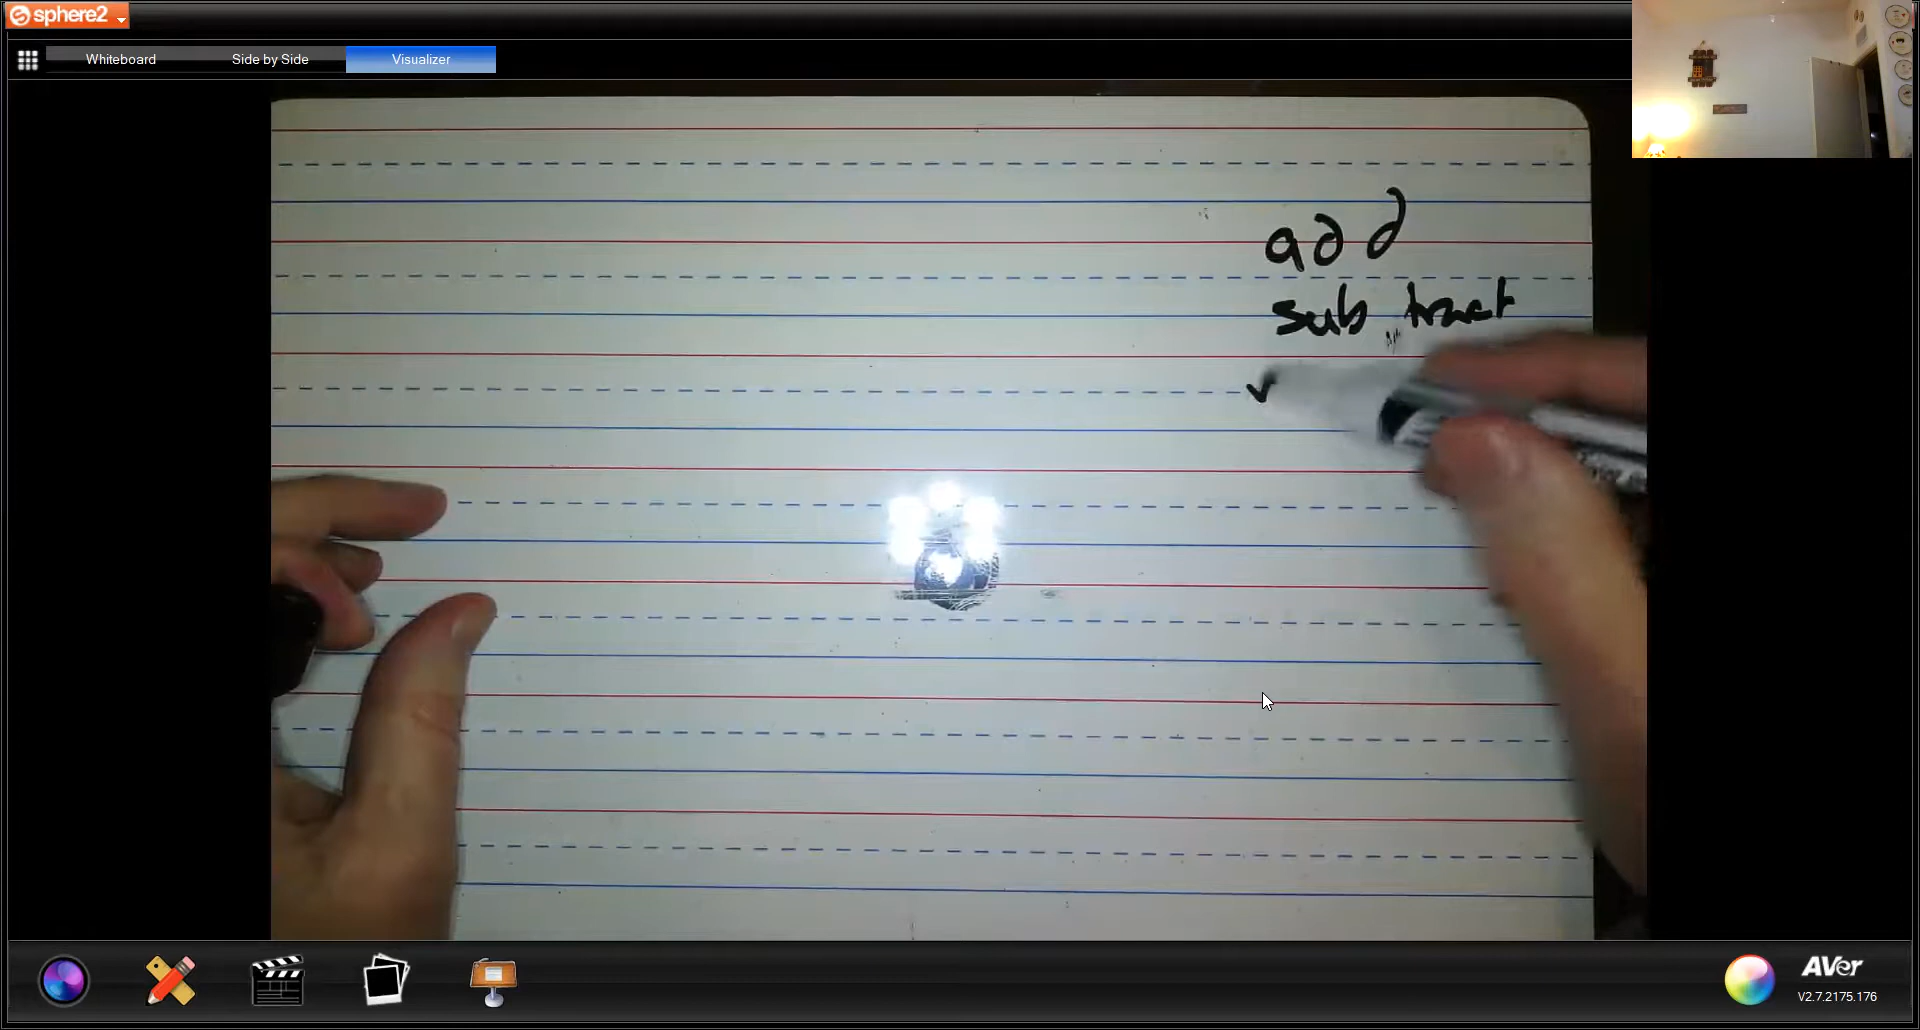 sphere2
Whiteboard Side by Side Visualizer
add
sub tract
AVer
V2.7.2175.176